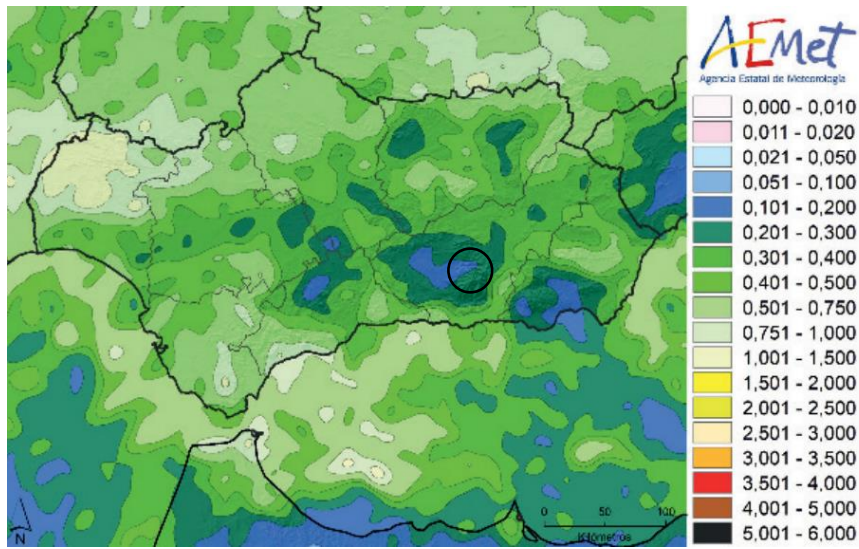 AEMet
Agencia Estatal de Meteorología
0,000 - 0,010
0,011 - 0,020
0,021 - 0,050
0,051 - 0,100
0,101 - 0,200
0,201 - 0,300
0,301 - 0,400
0,401 - 0,500
0,501 - 0,750
0,751 - 1,000
1,001 - 1,500
1,501 - 2,000
2,001 - 2,500
2,501 - 3,000
3,001 - 3,500
3,501 - 4,000
4,001 - 5,000
5,001 - 6,000
0 50 100
Kilómetros
N